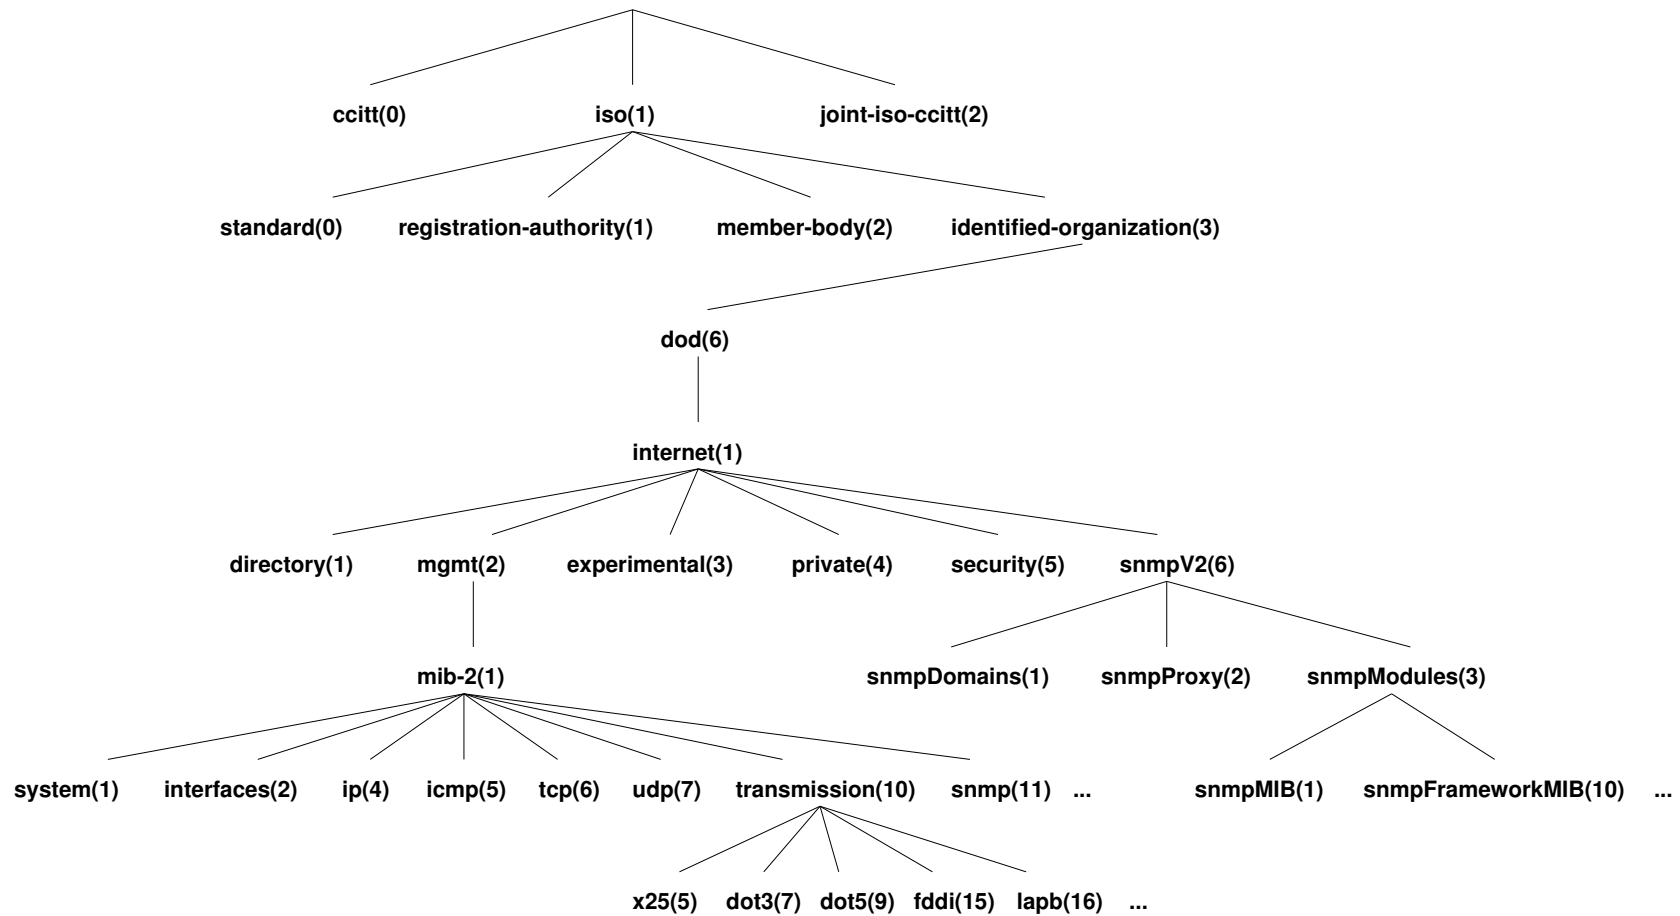 ccitt(0) iso(1) joint-iso-ccitt(2)
standard(0) registration-authority(1) member-body(2) identified-organization(3)
dod(6)
internet(1)
directory(1) mgmt(2) experimental(3) private(4) security(5) snmpV2(6)
mib-2(1) snmpDomains(1) snmpProxy(2) snmpModules(3)
system(1) interfaces(2) ip(4) icmp(5) tcp(6) udp(7) transmission(10) snmp(11) ... snmpMIB(1) snmpFrameworkMIB(10) ...
x25(5) dot3(7) dot5(9) fddi(15) lapb(16) ...